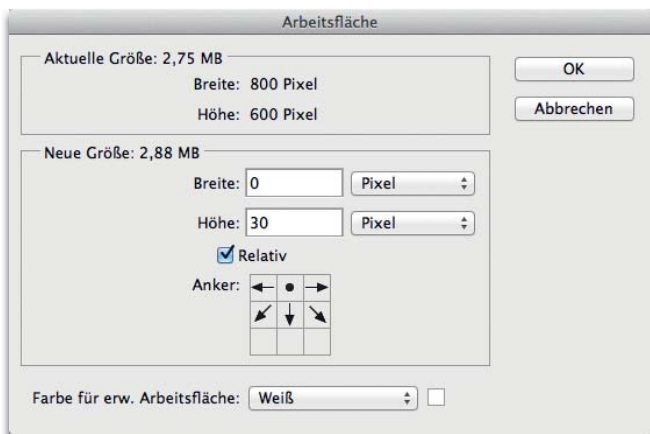 Arbeitsfläche
Aktuelle Größe: 2,75 MB
Breite: 800 Pixel
Höhe: 600 Pixel
OK
Abbrechen
Neue Größe: 2,88 MB
Breite: 0 Pixel
Höhe: 30 Pixel
Relativ
Anker:
Farbe für erw. Arbeitsfläche: Weiß